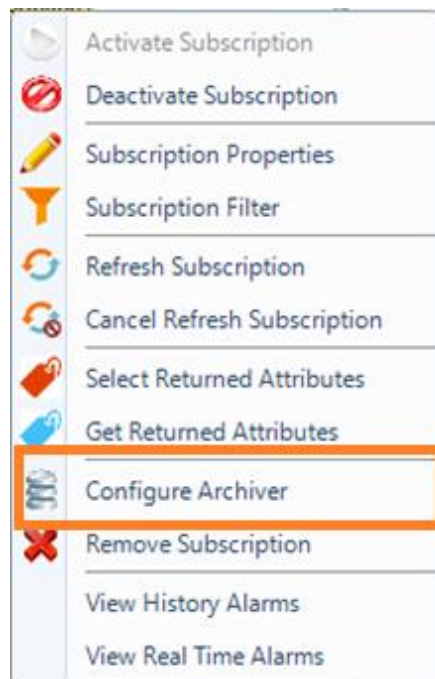 Activate Subscription
Deactivate Subscription
Subscription Properties
Subscription Filter
Refresh Subscription
Cancel Refresh Subscription
Select Returned Attributes
Get Returned Attributes
Configure Archiver
Remove Subscription
View History Alarms
View Real Time Alarms